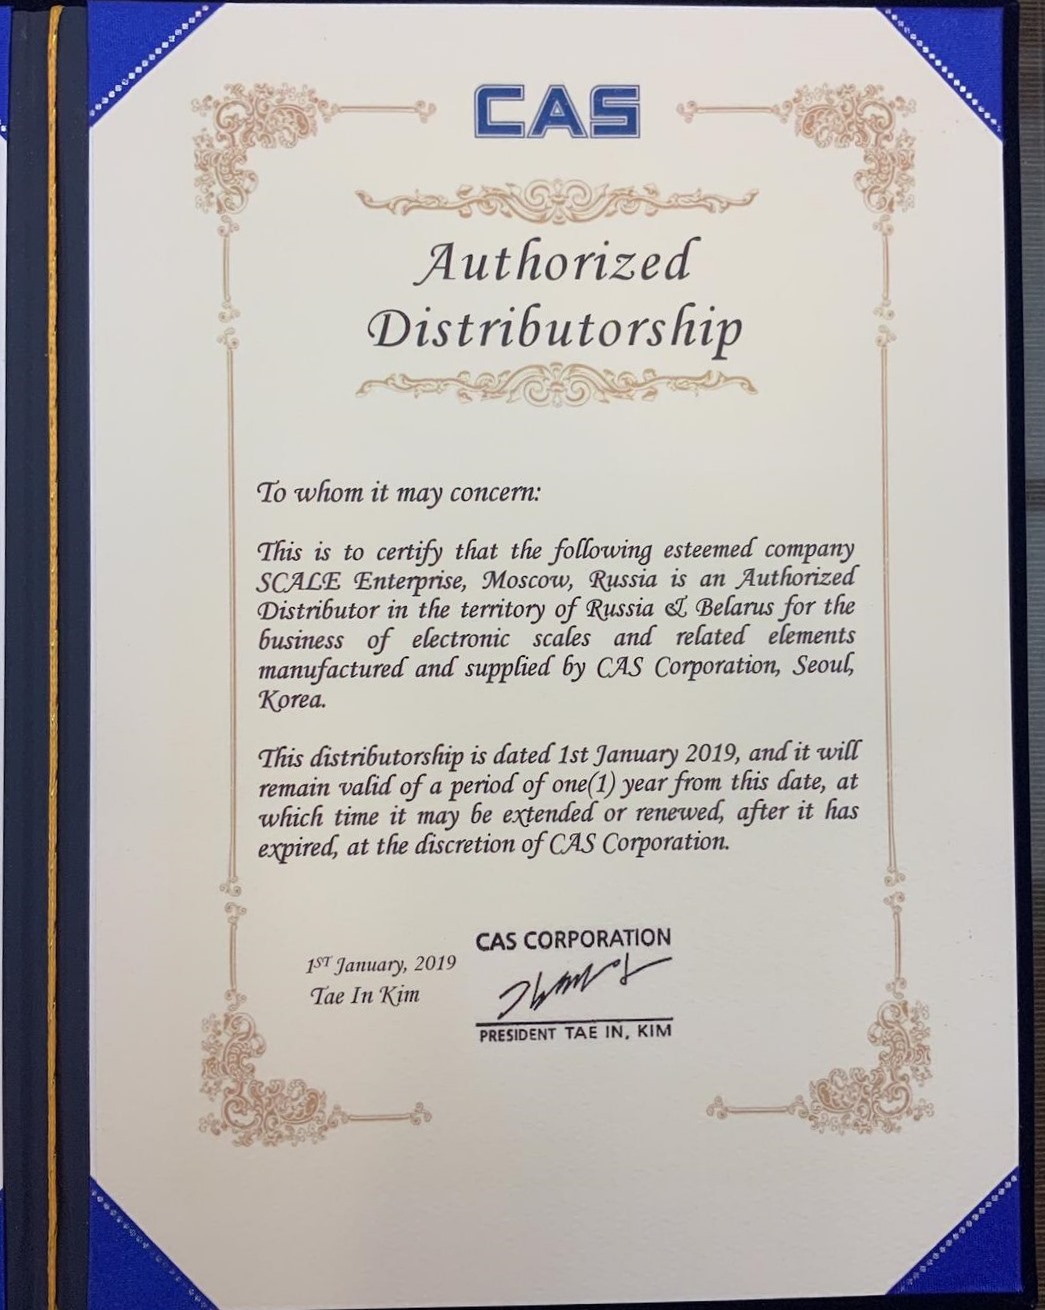 CAS
Authorized
Distributorship
To whom it may concern:
This is to certify that the following esteemed company
SCALE Enterprise, Moscow, Russia is an Authorized
Distributor in the territory of Russia & Belarus for the
business of electronic scales and related elements
manufactured and supplied by CAS Corporation, Seoul,
Korea.
This distributorship is dated 1st January 2019, and it will
remain valid of a period of one(1) year from this date, at
which time it may be extended or renewed, after it has
expired, at the discretion of CAS Corporation.
CAS CORPORATION
1ST January, 2019
Tae In Kim
PRESIDENT TAE IN, KIM